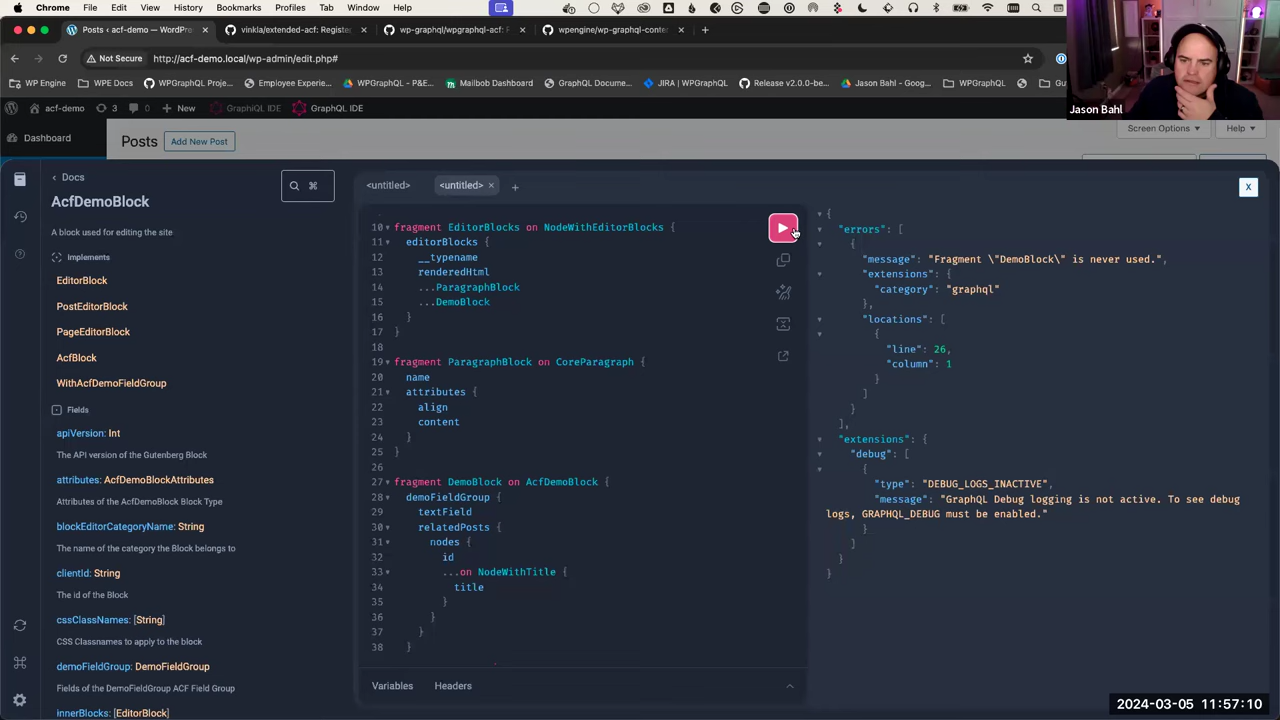 Chrome File Edit View History Bookmarks Profiles Tab Window Help
Posts ‹ acf-demo — WordPre
vinkla/extended-acf: Register
wp-graphql/wpgraphql-acf: F
wpengine/wp-graphql-conte
Not Secure http://acf-demo.local/wp-admin/edit.php#
WP Engine WPE Docs WPGraphQL Proje... Employee Experie... WPGraphQL - P&E... Mailbob Dashboard GraphQL Docume... JIRA | WPGraphQL Release v2.0.0-be... Jason Bahl - Goog... WPGraphQL Engineering
Jason Bahl
acf-demo 3 0 New GraphiQL IDE GraphQL IDE
Dashboard
Posts Add New Post
Screen Options Help
Docs
AcfDemoBlock
A block used for editing the site
Implements
EditorBlock
PostEditorBlock
PageEditorBlock
AcfBlock
WithAcfDemoFieldGroup
Fields
apiVersion: Int
The API version of the Gutenberg Block
attributes: AcfDemoBlockAttributes
Attributes of the AcfDemoBlock Block Type
blockEditorCategoryName: String
The name of the category the Block belongs to
clientId: String
The id of the Block
cssClassNames: [String]
CSS Classnames to apply to the block
demoFieldGroup: DemoFieldGroup
Fields of the DemoFieldGroup ACF Field Group
innerBlocks: [EditorBlock]
⌘
<untitled> <untitled> × +
X
10 fragment EditorBlocks on NodeWithEditorBlocks {
11 editorBlocks {
12 __typename
13 renderedHtml
14 ...ParagraphBlock
15 ...DemoBlock
16 }
17 }
18
19 fragment ParagraphBlock on CoreParagraph {
20 name
21 attributes {
22 align
23 content
24 }
25 }
26
27 fragment DemoBlock on AcfDemoBlock {
28 demoFieldGroup {
29 textField
30 relatedPosts {
31 nodes {
32 id
33 ...on NodeWithTitle {
34 title
35 }
36 }
37 }
38 }
Variables Headers
{
"errors": [
{
"message": "Fragment \"DemoBlock\" is never used.",
"extensions": {
"category": "graphql"
},
"locations": [
{
"line": 26,
"column": 1
}
]
}
],
"extensions": {
"debug": [
{
"type": "DEBUG_LOGS_INACTIVE",
"message": "GraphQL Debug logging is not active. To see debug
logs, GRAPHQL_DEBUG must be enabled."
}
]
}
}
2024-03-05 11:57:10